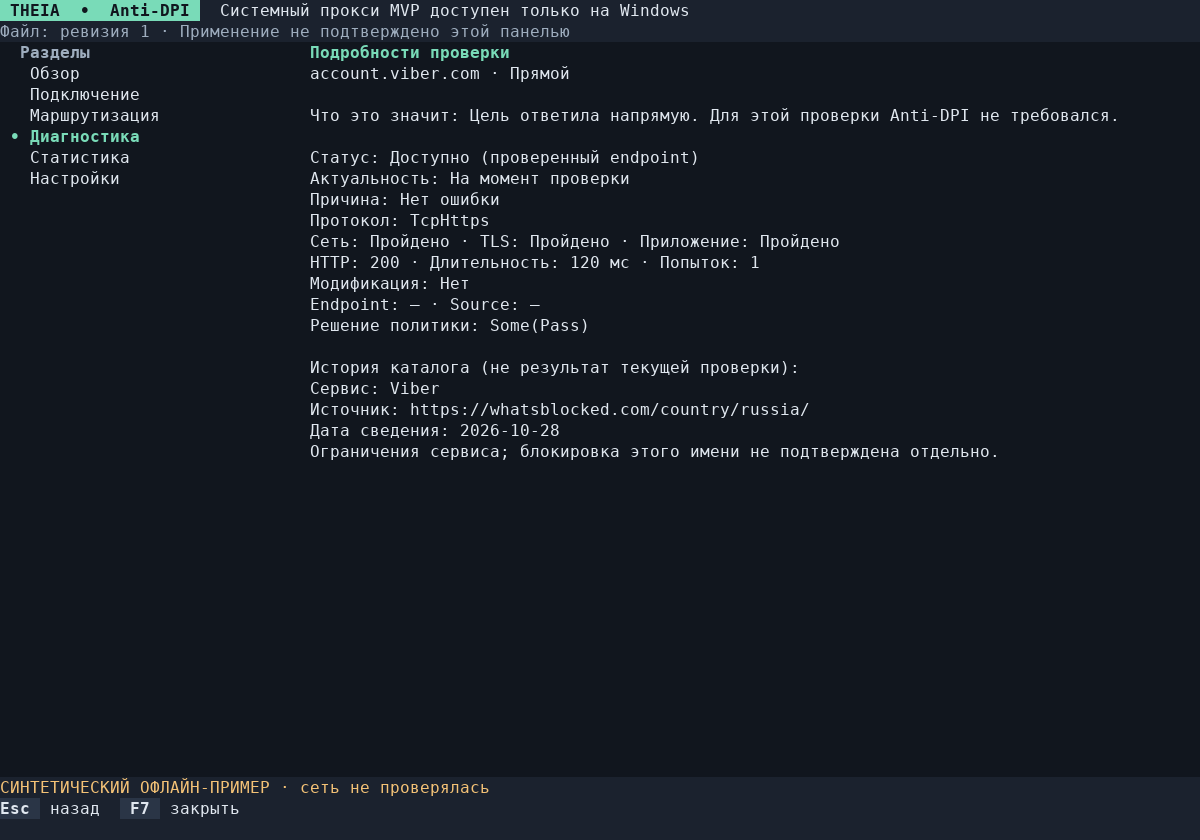 THEIA • Anti-DPI Системный прокси MVP доступен только на Windows
Файл: ревизия 1 · Применение не подтверждено этой панелью
Разделы
Обзор
Подключение
Маршрутизация
• Диагностика
Статистика
Настройки
Подробности проверки
account.viber.com · Прямой
Что это значит: Цель ответила напрямую. Для этой проверки Anti-DPI не требовался.
Статус: Доступно (проверенный endpoint)
Актуальность: На момент проверки
Причина: Нет ошибки
Протокол: TcpHttps
Сеть: Пройдено · TLS: Пройдено · Приложение: Пройдено
HTTP: 200 · Длительность: 120 мс · Попыток: 1
Модификация: Нет
Endpoint: — · Source: —
Решение политики: Some(Pass)
История каталога (не результат текущей проверки):
Сервис: Viber
Источник: https://whatsblocked.com/country/russia/
Дата сведения: 2026-10-28
Ограничения сервиса; блокировка этого имени не подтверждена отдельно.
СИНТЕТИЧЕСКИЙ ОФЛАЙН-ПРИМЕР · сеть не проверялась
Esc назад F7 закрыть